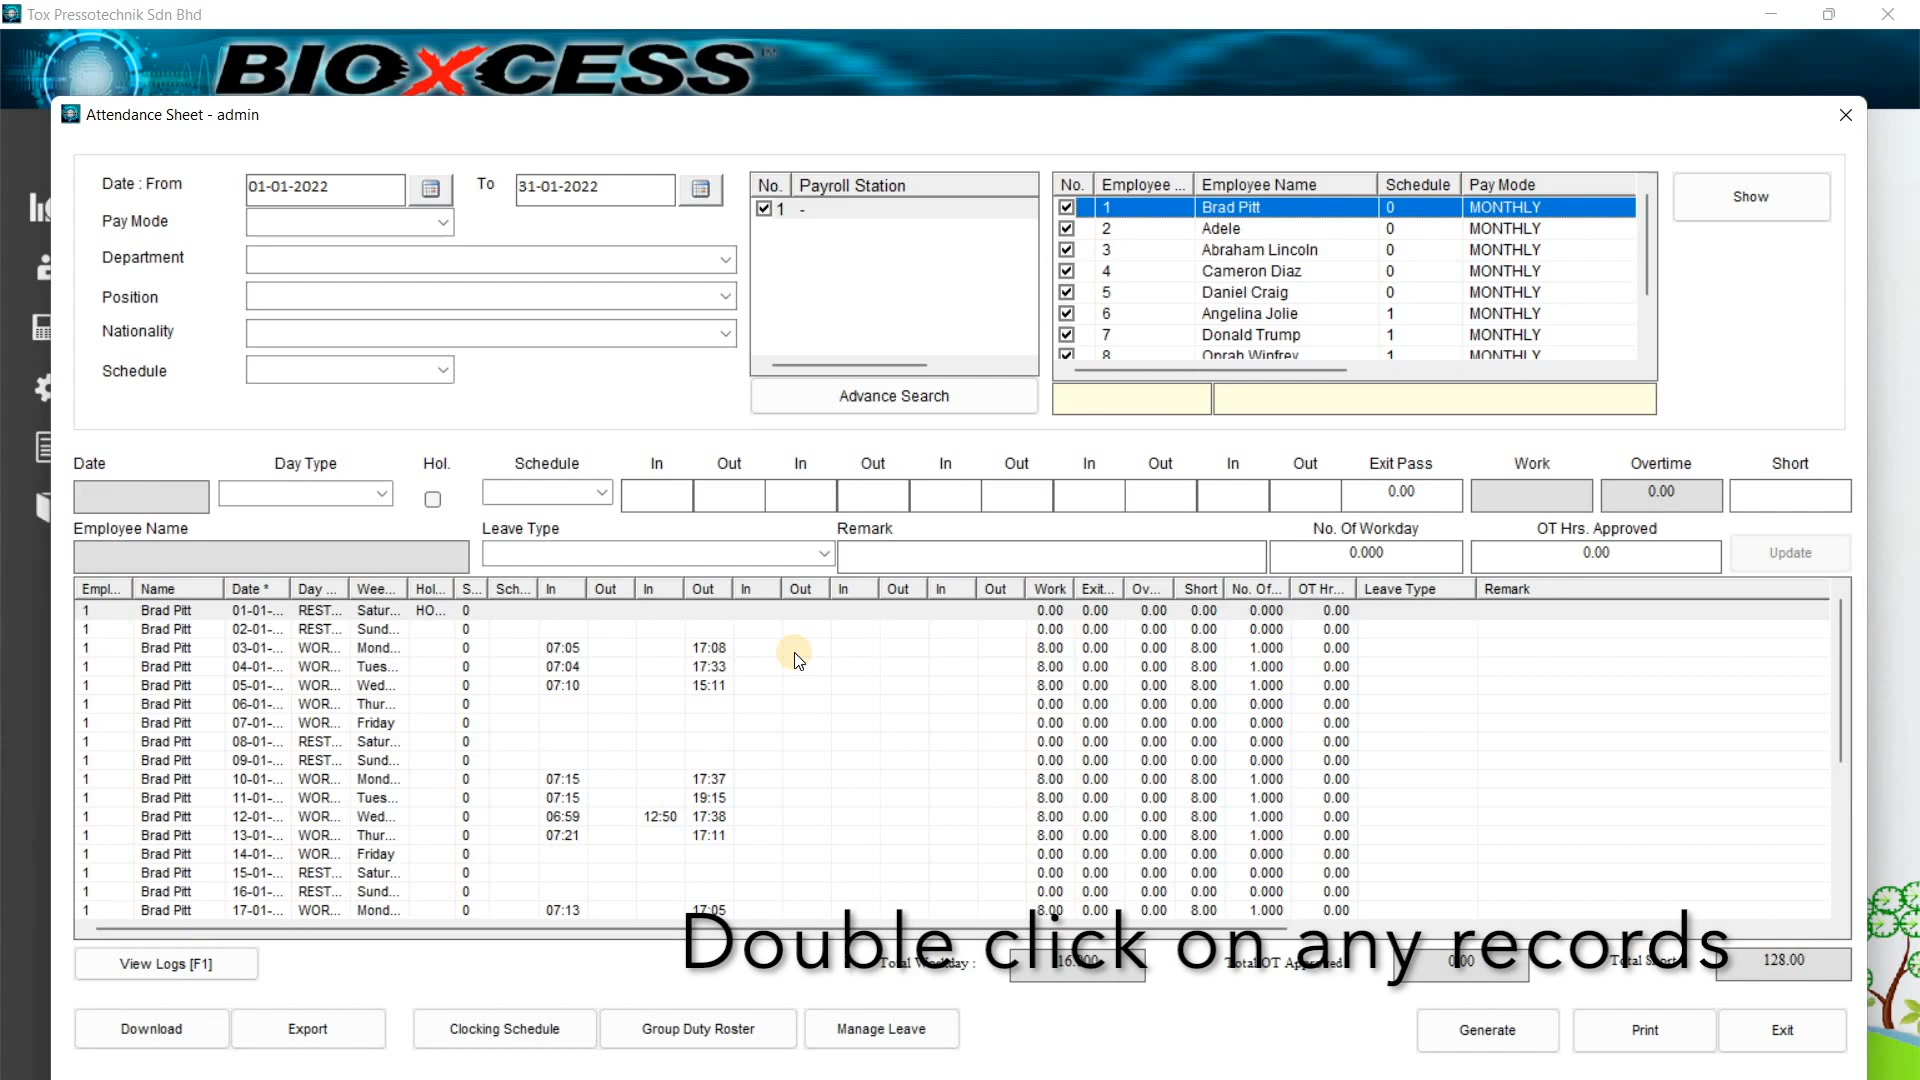 Tox Pressotechnik Sdn Bhd
BIOXCESS™
Attendance Sheet - admin
Date : From 01-01-2022 To 31-01-2022
Pay Mode
Department
Position
Nationality
Schedule
No. Payroll Station
1 -
Advance Search
No. Employee ... Employee Name Schedule Pay Mode
1 Brad Pitt 0 MONTHLY
2 Adele 0 MONTHLY
3 Abraham Lincoln 0 MONTHLY
4 Cameron Diaz 0 MONTHLY
5 Daniel Craig 0 MONTHLY
6 Angelina Jolie 1 MONTHLY
7 Donald Trump 1 MONTHLY
8 Oprah Winfrey 1 MONTHLY
Show
Date Day Type Hol. Schedule In Out In Out In Out In Out In Out Exit Pass Work Overtime Short
0.00 0.00
Employee Name Leave Type Remark No. Of Workday OT Hrs. Approved
0.000 0.00 Update
Empl... Name Date * Day ... Wee... Hol... S... Sch... In Out In Out In Out In Out In Out Work Exit... Ov... Short No. Of... OT Hr... Leave Type Remark
1 Brad Pitt 01-01-... REST... Satur... HO... 0 0.00 0.00 0.00 0.00 0.000 0.00
1 Brad Pitt 02-01-... REST... Sund... 0 0.00 0.00 0.00 0.00 0.000 0.00
1 Brad Pitt 03-01-... WOR... Mond... 0 07:05 17:08 8.00 0.00 0.00 8.00 1.000 0.00
1 Brad Pitt 04-01-... WOR... Tues... 0 07:04 17:33 8.00 0.00 0.00 8.00 1.000 0.00
1 Brad Pitt 05-01-... WOR... Wed... 0 07:10 15:11 8.00 0.00 0.00 8.00 1.000 0.00
1 Brad Pitt 06-01-... WOR... Thur... 0 0.00 0.00 0.00 0.00 0.000 0.00
1 Brad Pitt 07-01-... WOR... Friday 0 0.00 0.00 0.00 0.00 0.000 0.00
1 Brad Pitt 08-01-... REST... Satur... 0 0.00 0.00 0.00 0.00 0.000 0.00
1 Brad Pitt 09-01-... REST... Sund... 0 0.00 0.00 0.00 0.00 0.000 0.00
1 Brad Pitt 10-01-... WOR... Mond... 0 07:15 17:37 8.00 0.00 0.00 8.00 1.000 0.00
1 Brad Pitt 11-01-... WOR... Tues... 0 07:15 19:15 8.00 0.00 0.00 8.00 1.000 0.00
1 Brad Pitt 12-01-... WOR... Wed... 0 06:59 12:50 17:38 8.00 0.00 0.00 8.00 1.000 0.00
1 Brad Pitt 13-01-... WOR... Thur... 0 07:21 17:11 8.00 0.00 0.00 8.00 1.000 0.00
1 Brad Pitt 14-01-... WOR... Friday 0 0.00 0.00 0.00 0.00 0.000 0.00
1 Brad Pitt 15-01-... REST... Satur... 0 0.00 0.00 0.00 0.00 0.000 0.00
1 Brad Pitt 16-01-... REST... Sund... 0 0.00 0.00 0.00 0.00 0.000 0.00
1 Brad Pitt 17-01-... WOR... Mond... 0 07:13 17:05 8.00 0.00 0.00 8.00 1.000 0.00
Double click on any records
View Logs [F1] Total Workday : 16.000 Total OT Approved 0.00 Total Short 128.00
Download Export Clocking Schedule Group Duty Roster Manage Leave Generate Print Exit